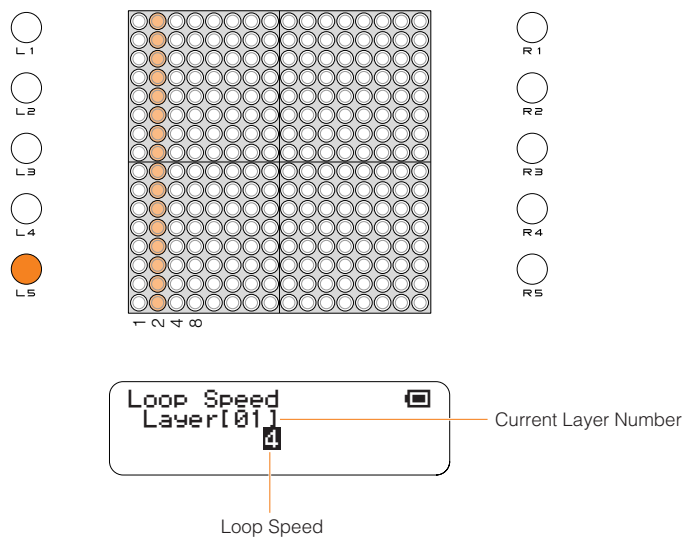 L1
L2
L3
L4
L5
R1
R2
R3
R4
R5
1 2 4 8
Loop Speed
Layer[01]
4
Current Layer Number
Loop Speed